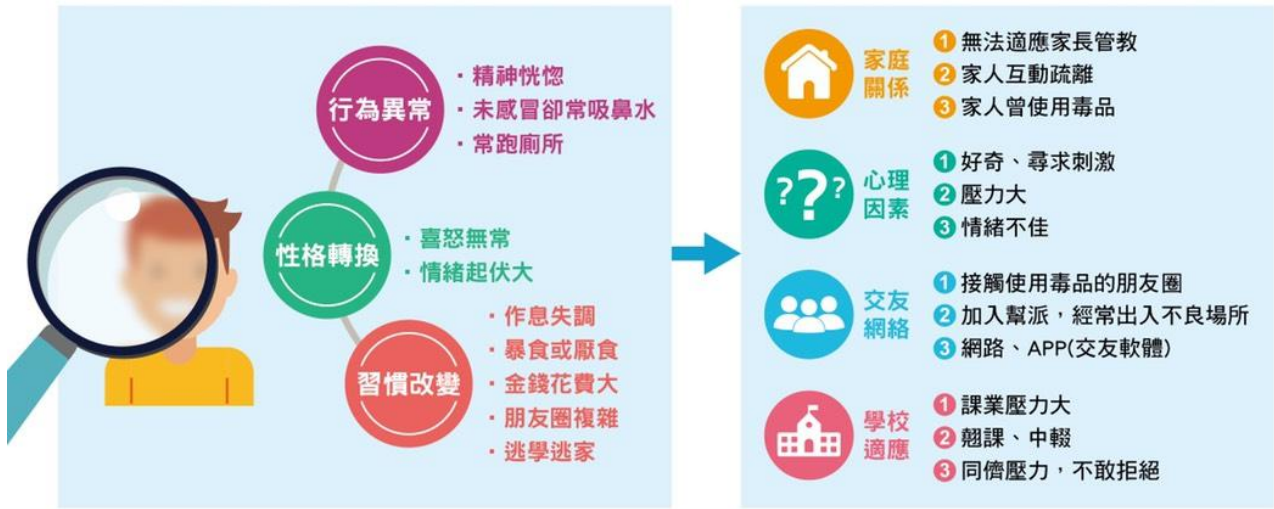 行為異常
・精神恍惚
・未感冒卻常吸鼻水
・常跑廁所
性格轉換
・喜怒無常
・情緒起伏大
習慣改變
・作息失調
・暴食或厭食
・金錢花費大
・朋友圈複雜
・逃學逃家
家庭
關係
1 無法適應家長管教
2 家人互動疏離
3 家人曾使用毒品
???
心理
因素
1 好奇、尋求刺激
2 壓力大
3 情緒不佳
交友
網絡
1 接觸使用毒品的朋友圈
2 加入幫派，經常出入不良場所
3 網路、APP(交友軟體)
學校
適應
1 課業壓力大
2 翹課、中輟
3 同儕壓力，不敢拒絕